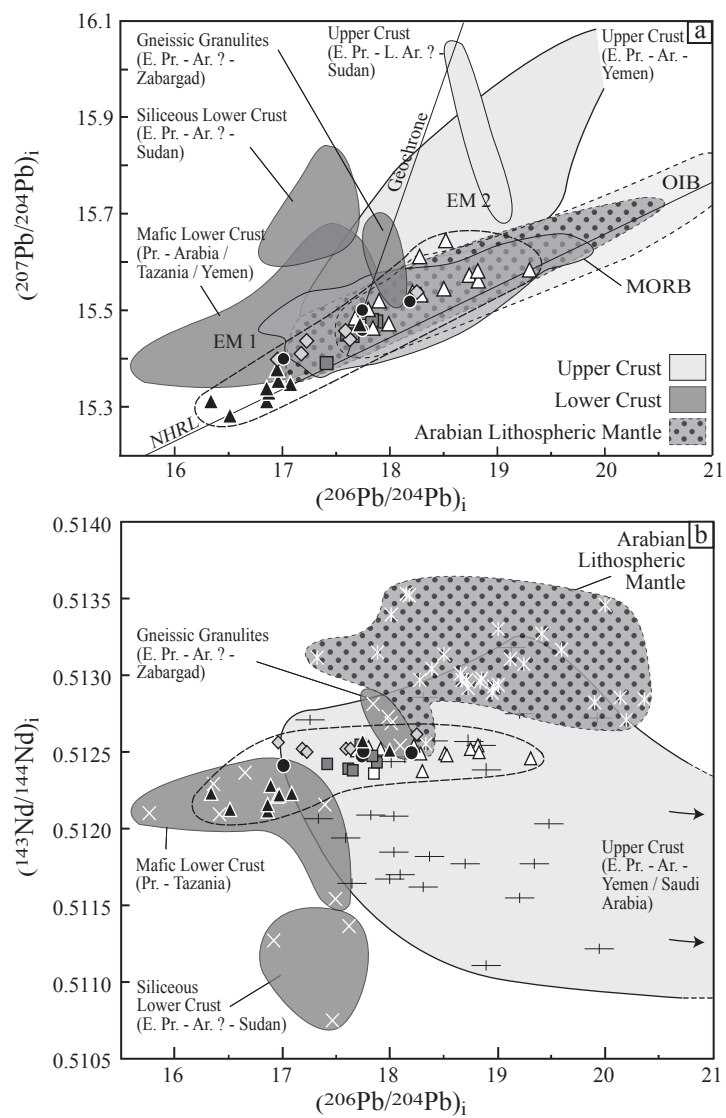 16.1
15.9
15.7
15.5
15.3
(²⁰⁷Pb/²⁰⁴Pb)ᵢ
a
Gneissic Granulites
(E. Pr. - Ar. ? -
Zabargad)
Upper Crust
(E. Pr. - L. Ar. ? -
Sudan)
Upper Crust
(E. Pr. - Ar. -
Yemen)
Siliceous Lower Crust
(E. Pr. - Ar. ? -
Sudan)
Geochrone
EM 2
OIB
Mafic Lower Crust
(Pr. - Arabia /
Tazania / Yemen)
MORB
EM 1
NHRL
Upper Crust
Lower Crust
Arabian Lithospheric Mantle
16 17 18 19 20 21
(²⁰⁶Pb/²⁰⁴Pb)ᵢ
0.5140
0.5135
0.5130
0.5125
0.5120
0.5115
0.5110
0.5105
(¹⁴³Nd/¹⁴⁴Nd)ᵢ
b
Arabian
Lithospheric
Mantle
Gneissic Granulites
(E. Pr. - Ar. ? -
Zabargad)
Mafic Lower Crust
(Pr. - Tazania)
Upper Crust
(E. Pr. - Ar. -
Yemen / Saudi
Arabia)
Siliceous
Lower Crust
(E. Pr. - Ar. ? - Sudan)
16 17 18 19 20 21
(²⁰⁶Pb/²⁰⁴Pb)ᵢ